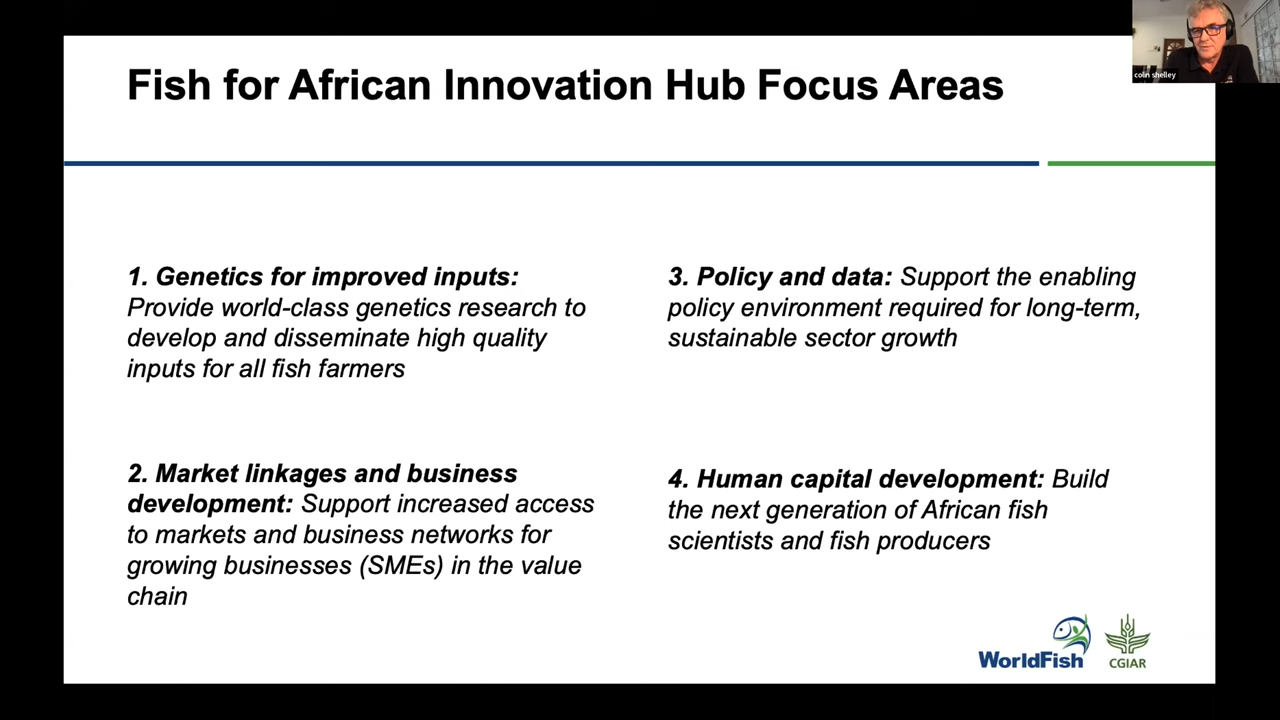 Fish for African Innovation Hub Focus Areas
colin shelley
1. Genetics for improved inputs:
Provide world-class genetics research to
develop and disseminate high quality
inputs for all fish farmers
2. Market linkages and business
development: Support increased access
to markets and business networks for
growing businesses (SMEs) in the value
chain
3. Policy and data: Support the enabling
policy environment required for long-term,
sustainable sector growth
4. Human capital development: Build
the next generation of African fish
scientists and fish producers
WorldFish
CGIAR